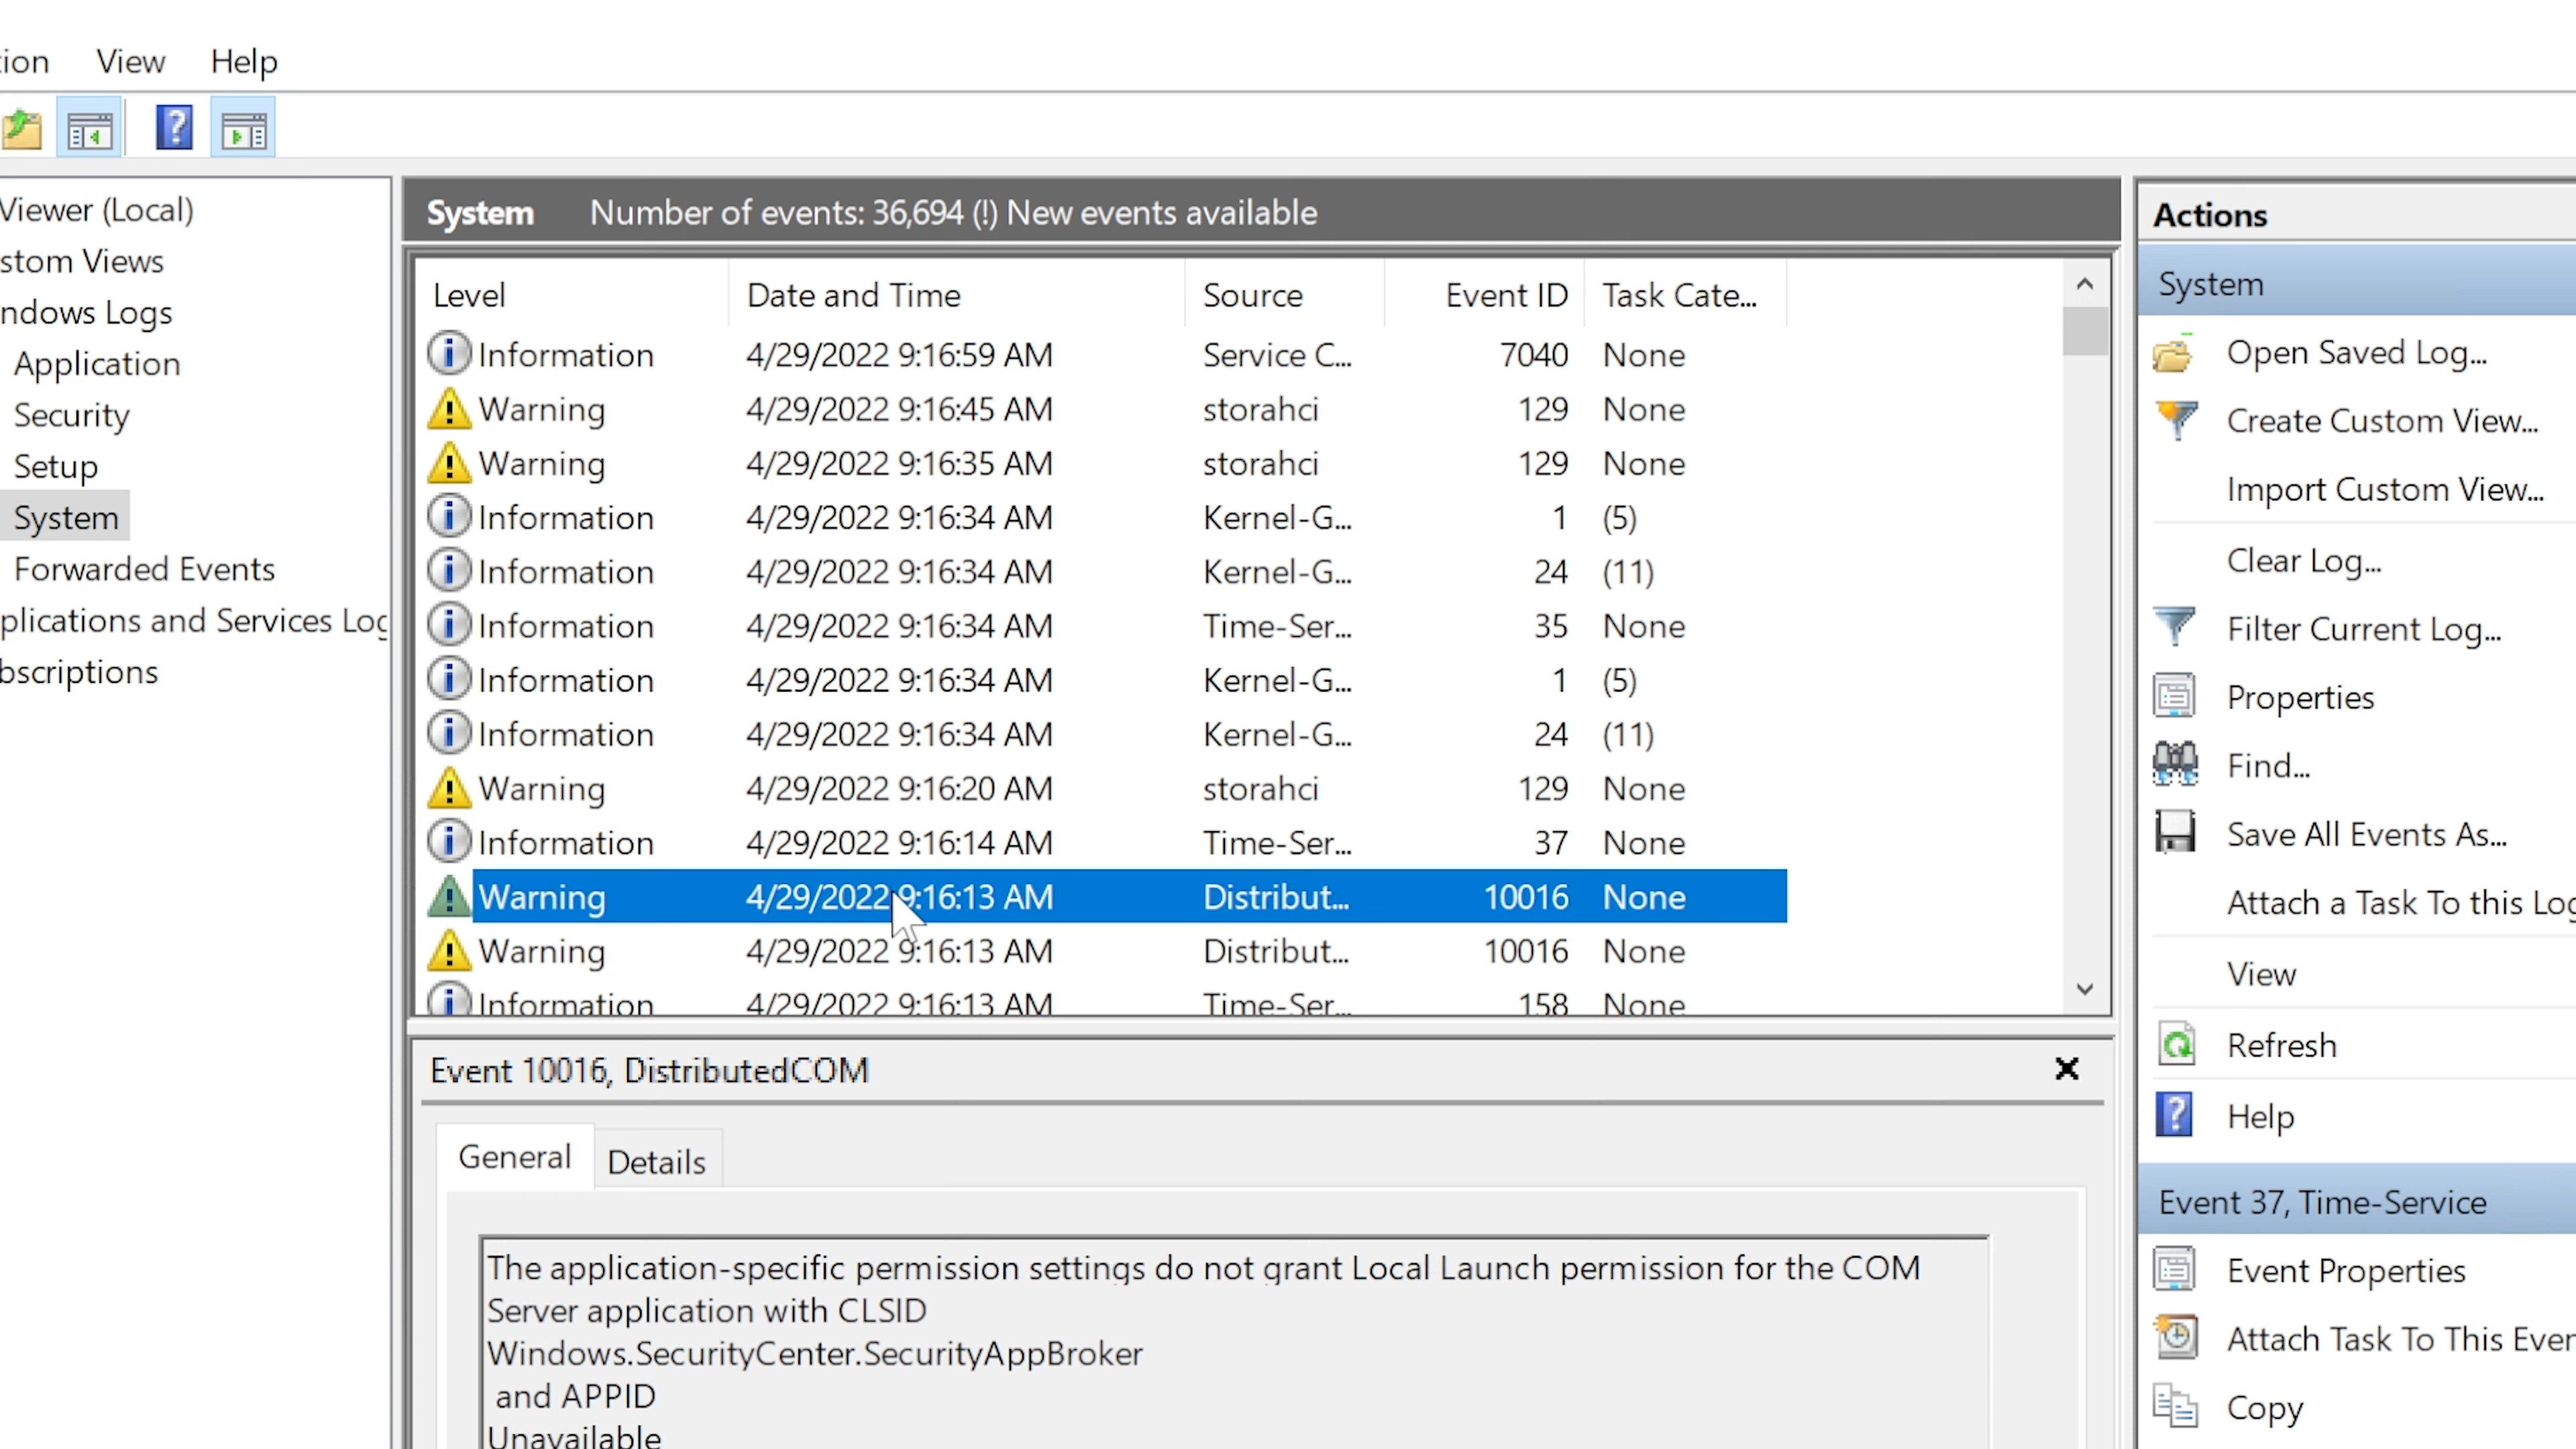 ion View Help
Viewer (Local)
stom Views
ndows Logs
Application
Security
Setup
System
Forwarded Events
plications and Services Log
bscriptions
System Number of events: 36,694 (!) New events available
Level Date and Time Source Event ID Task Cate...
Information 4/29/2022 9:16:59 AM Service C... 7040 None
Warning 4/29/2022 9:16:45 AM storahci 129 None
Warning 4/29/2022 9:16:35 AM storahci 129 None
Information 4/29/2022 9:16:34 AM Kernel-G... 1 (5)
Information 4/29/2022 9:16:34 AM Kernel-G... 24 (11)
Information 4/29/2022 9:16:34 AM Time-Ser... 35 None
Information 4/29/2022 9:16:34 AM Kernel-G... 1 (5)
Information 4/29/2022 9:16:34 AM Kernel-G... 24 (11)
Warning 4/29/2022 9:16:20 AM storahci 129 None
Information 4/29/2022 9:16:14 AM Time-Ser... 37 None
Warning 4/29/2022 9:16:13 AM Distribut... 10016 None
Warning 4/29/2022 9:16:13 AM Distribut... 10016 None
Information 4/29/2022 9:16:13 AM Time-Ser... 158 None
Event 10016, DistributedCOM
General Details
The application-specific permission settings do not grant Local Launch permission for the COM
Server application with CLSID
Windows.SecurityCenter.SecurityAppBroker
and APPID
Unavailable
Actions
System
Open Saved Log...
Create Custom View...
Import Custom View...
Clear Log...
Filter Current Log...
Properties
Find...
Save All Events As...
Attach a Task To this Log
View
Refresh
Help
Event 37, Time-Service
Event Properties
Attach Task To This Even
Copy